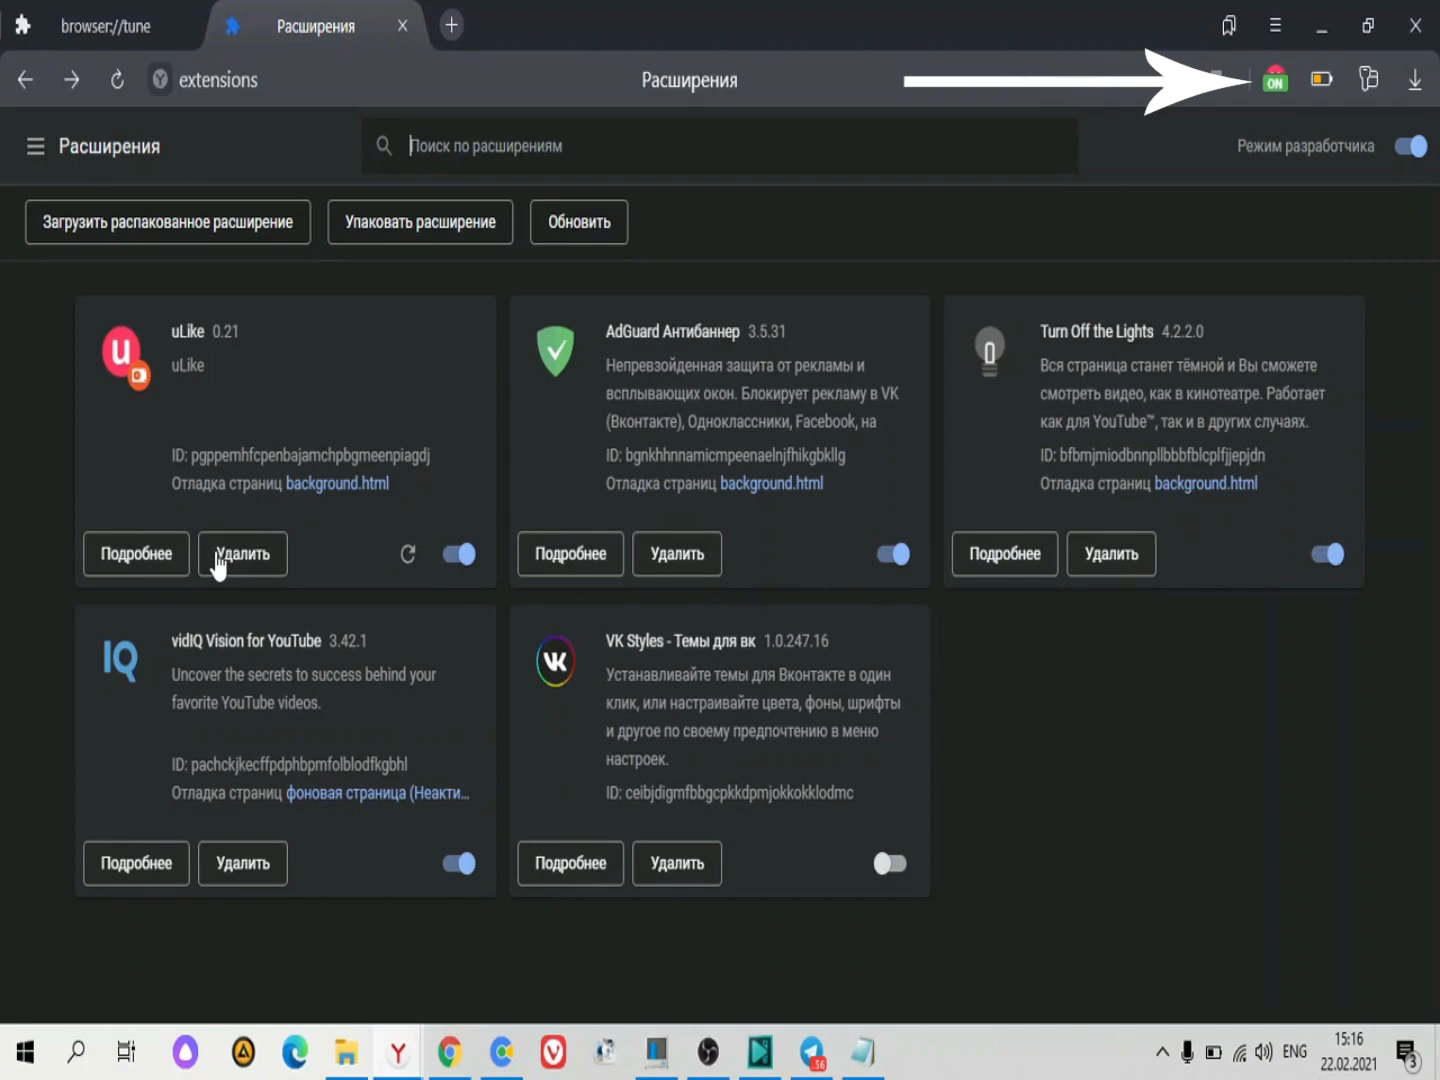 browser://tune
Расширения
extensions
Расширения
ON
Расширения
Поиск по расширениям
Режим разработчика
Загрузить распакованное расширение
Упаковать расширение
Обновить
u
uLike 0.21
uLike
ID: pgppemhfcpenbajamchpbgmeenpiagdj
Отладка страниц background.html
Подробнее
Удалить
AdGuard Антибаннер 3.5.31
Непревзойденная защита от рекламы и
всплывающих окон. Блокирует рекламу в VK
(Вконтакте), Одноклассники, Facebook, на
ID: bgnkhhnnamicmpeenaelnjfhikgbkllg
Отладка страниц background.html
Подробнее
Удалить
Turn Off the Lights 4.2.2.0
Вся страница станет тёмной и Вы сможете
смотреть видео, как в кинотеатре. Работает
как для YouTube™, так и в других случаях.
ID: bfbmjmiodbnnpllbbbfblcplfjjepjdn
Отладка страниц background.html
Подробнее
Удалить
IQ
vidIQ Vision for YouTube 3.42.1
Uncover the secrets to success behind your
favorite YouTube videos.
ID: pachckjkecffpdphbpmfolblodfkgbhl
Отладка страниц фоновая страница (Неакти...
Подробнее
Удалить
VK Styles - Темы для вк 1.0.247.16
Устанавливайте темы для Вконтакте в один
клик, или настраивайте цвета, фоны, шрифты
и другое по своему предпочтению в меню
настроек.
ID: ceibjdigmfbbgcpkkdpmjokkokklodmc
Подробнее
Удалить
56
ENG
15:16
22.02.2021
3